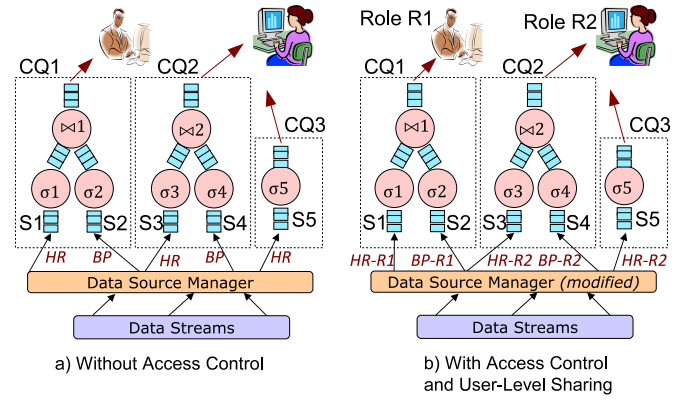 CQ1
CQ2
CQ3
⋈1
⋈2
σ1
σ2
σ3
σ4
σ5
S1
S2
S3
S4
S5
HR
BP
HR
BP
HR
Data Source Manager
Data Streams
a) Without Access Control
Role R1
Role R2
CQ1
CQ2
CQ3
⋈1
⋈2
σ1
σ2
σ3
σ4
σ5
S1
S2
S3
S4
S5
HR-R1
BP-R1
HR-R2
BP-R2
HR-R2
Data Source Manager (modified)
Data Streams
b) With Access Control
and User-Level Sharing